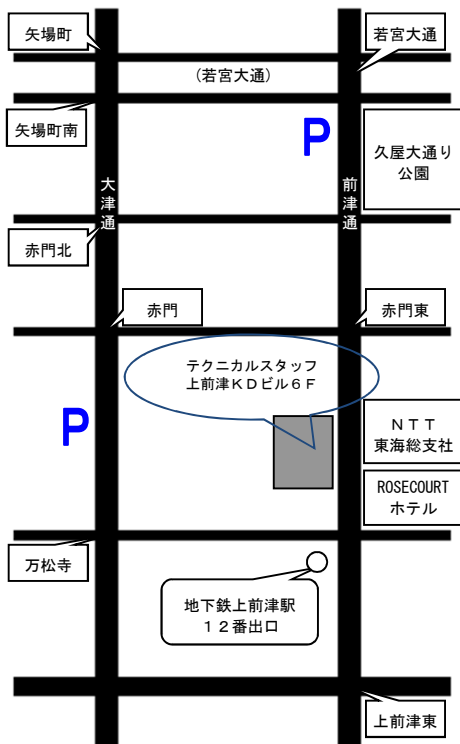 矢場町
若宮大通
(若宮大通)
矢場町南
P
久屋大通り
公園
大津通
前津通
赤門北
赤門
赤門東
テクニカルスタッフ
上前津KDビル6F
P
NTT
東海総支社
ROSECOURT
ホテル
万松寺
地下鉄上前津駅
12番出口
上前津東